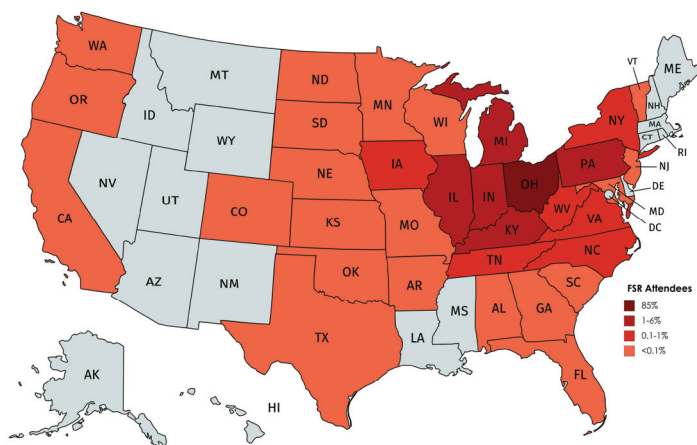 WA
MT
ND
MN
VT
ME
OR
ID
SD
WI
MI
NY
NH
MA
CT
RI
WY
NE
IA
PA
NJ
NV
UT
CO
IL
IN
OH
DE
CA
KS
MO
WV
VA
MD
KY
DC
AZ
NM
OK
AR
TN
NC
SC
MS
AL
GA
TX
LA
FL
AK
HI
FSR Attendees
85%
1-6%
0.1-1%
<0.1%